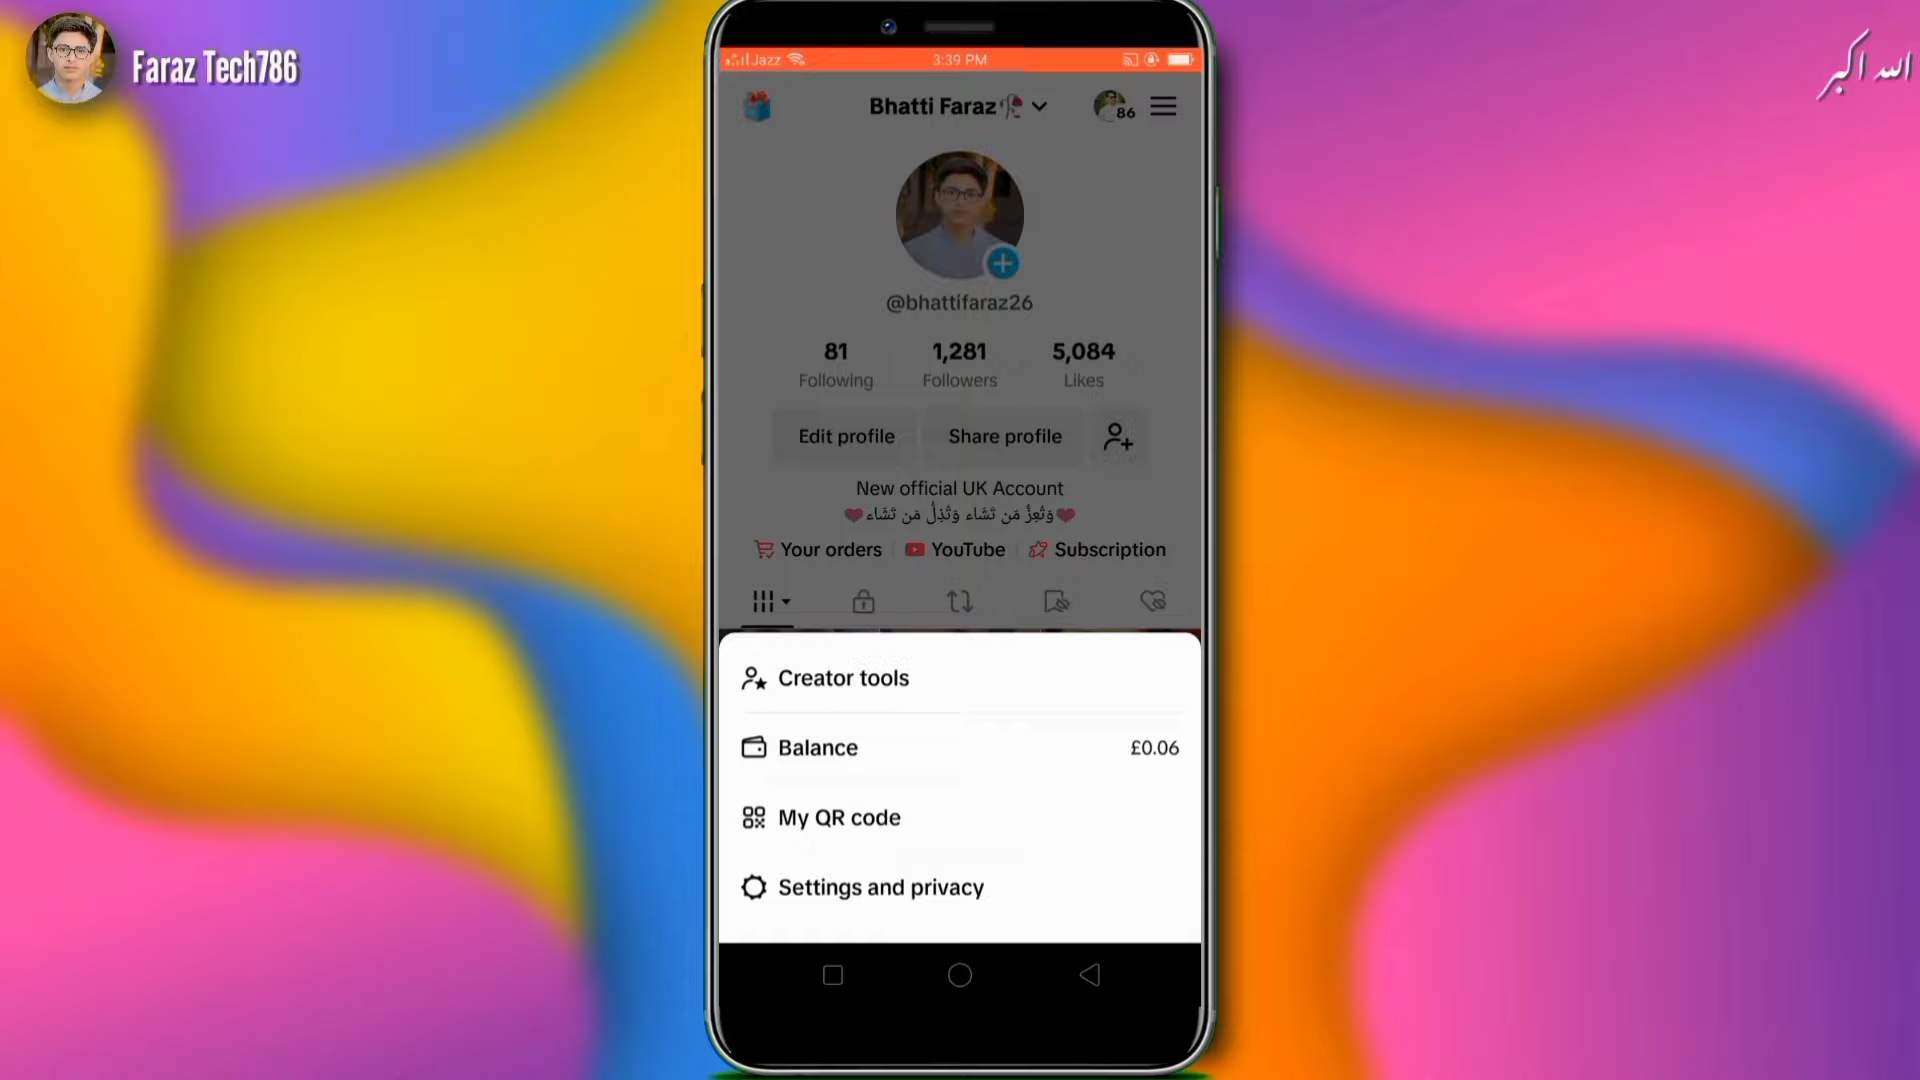 Faraz Tech786
الله اكبر
Jazz
3:39 PM
Bhatti Faraz
86
@bhattifaraz26
81
1,281
5,084
Following
Followers
Likes
Edit profile
Share profile
New official UK Account
وَتُعِزُّ مَن تَشَاء وَتُذِلُّ مَن تَشَاء
Your orders
YouTube
Subscription
Creator tools
Balance
£0.06
My QR code
Settings and privacy